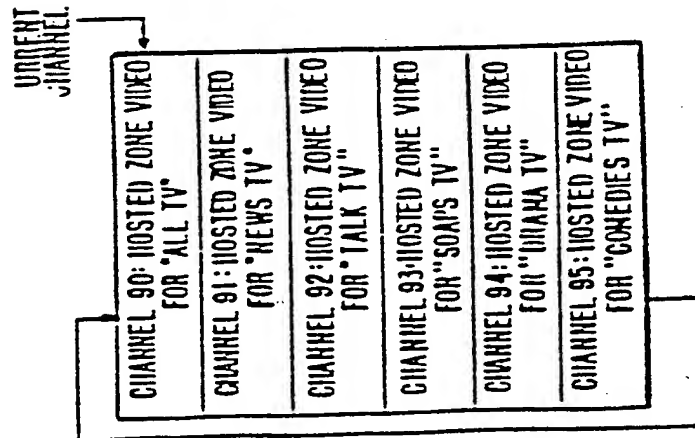 CURRENT
CHANNEL
CHANNEL 90: HOSTED ZONE VIDEO
FOR "ALL TV"
CHANNEL 91: HOSTED ZONE VIDEO
FOR "NEWS TV"
CHANNEL 92: HOSTED ZONE VIDEO
FOR "TALK TV"
CHANNEL 93: HOSTED ZONE VIDEO
FOR "SOAPS TV"
CHANNEL 94: HOSTED ZONE VIDEO
FOR "DRAMA TV"
CHANNEL 95: HOSTED ZONE VIDEO
FOR "COMEDIES TV"